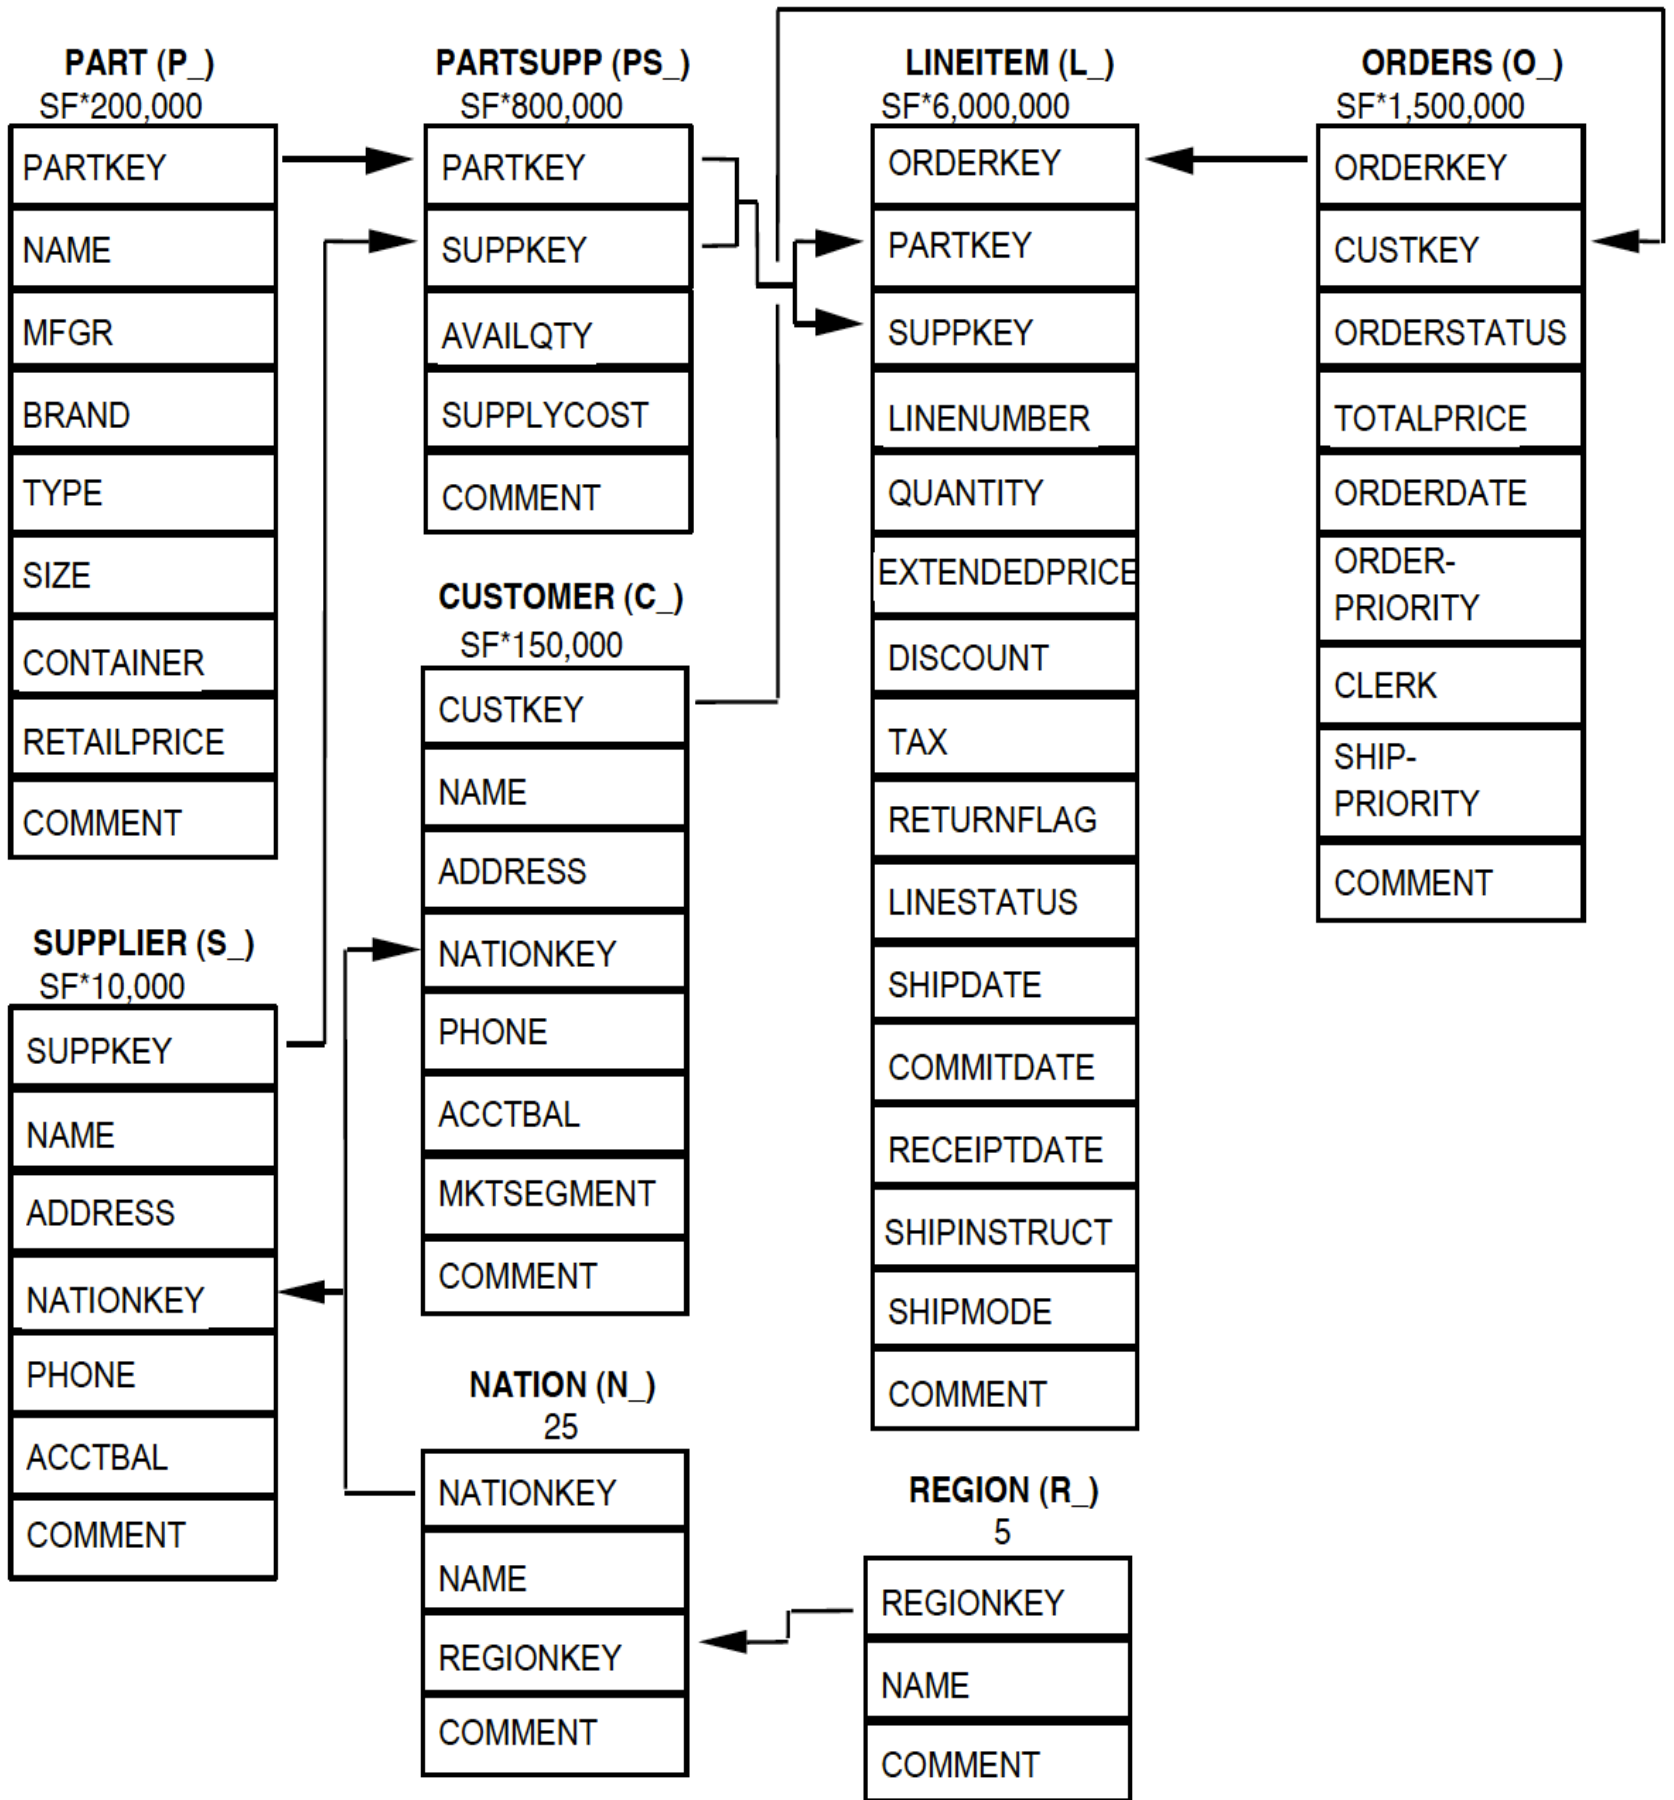 PART (P_)
SF*200,000
PARTKEY
NAME
MFGR
BRAND
TYPE
SIZE
CONTAINER
RETAILPRICE
COMMENT
SUPPLIER (S_)
SF*10,000
SUPPKEY
NAME
ADDRESS
NATIONKEY
PHONE
ACCTBAL
COMMENT
PARTSUPP (PS_)
SF*800,000
PARTKEY
SUPPKEY
AVAILQTY
SUPPLYCOST
COMMENT
CUSTOMER (C_)
SF*150,000
CUSTKEY
NAME
ADDRESS
NATIONKEY
PHONE
ACCTBAL
MKTSEGMENT
COMMENT
NATION (N_)
25
NATIONKEY
NAME
REGIONKEY
COMMENT
LINEITEM (L_)
SF*6,000,000
ORDERKEY
PARTKEY
SUPPKEY
LINENUMBER
QUANTITY
EXTENDEDPRICE
DISCOUNT
TAX
RETURNFLAG
LINESTATUS
SHIPDATE
COMMITDATE
RECEIPTDATE
SHIPINSTRUCT
SHIPMODE
COMMENT
REGION (R_)
5
REGIONKEY
NAME
COMMENT
ORDERS (O_)
SF*1,500,000
ORDERKEY
CUSTKEY
ORDERSTATUS
TOTALPRICE
ORDERDATE
ORDER-
PRIORITY
CLERK
SHIP-
PRIORITY
COMMENT